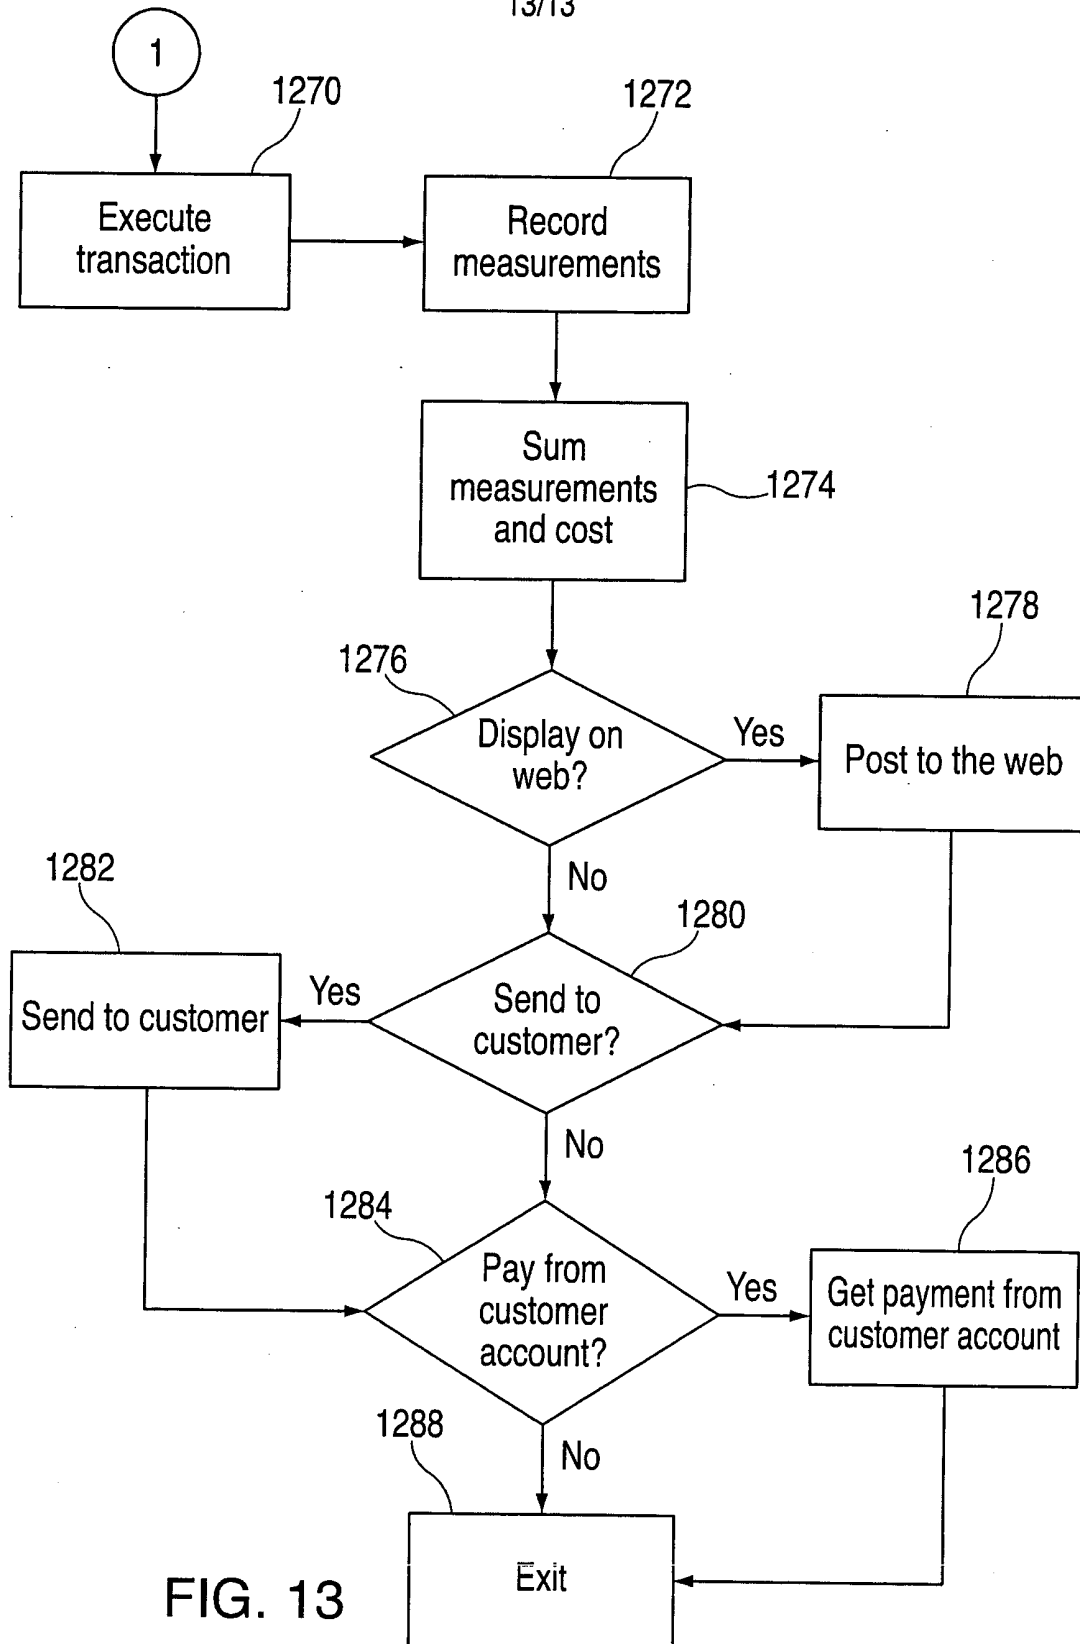 13/13
1
1270
1272
Execute
transaction
Record
measurements
Sum
measurements
and cost
1274
1276
1278
Display on
web?
Yes
Post to the web
No
1282
1280
Send to customer
Yes
Send to
customer?
No
1284
1286
Pay from
customer
account?
Yes
Get payment from
customer account
1288
No
Exit
FIG. 13